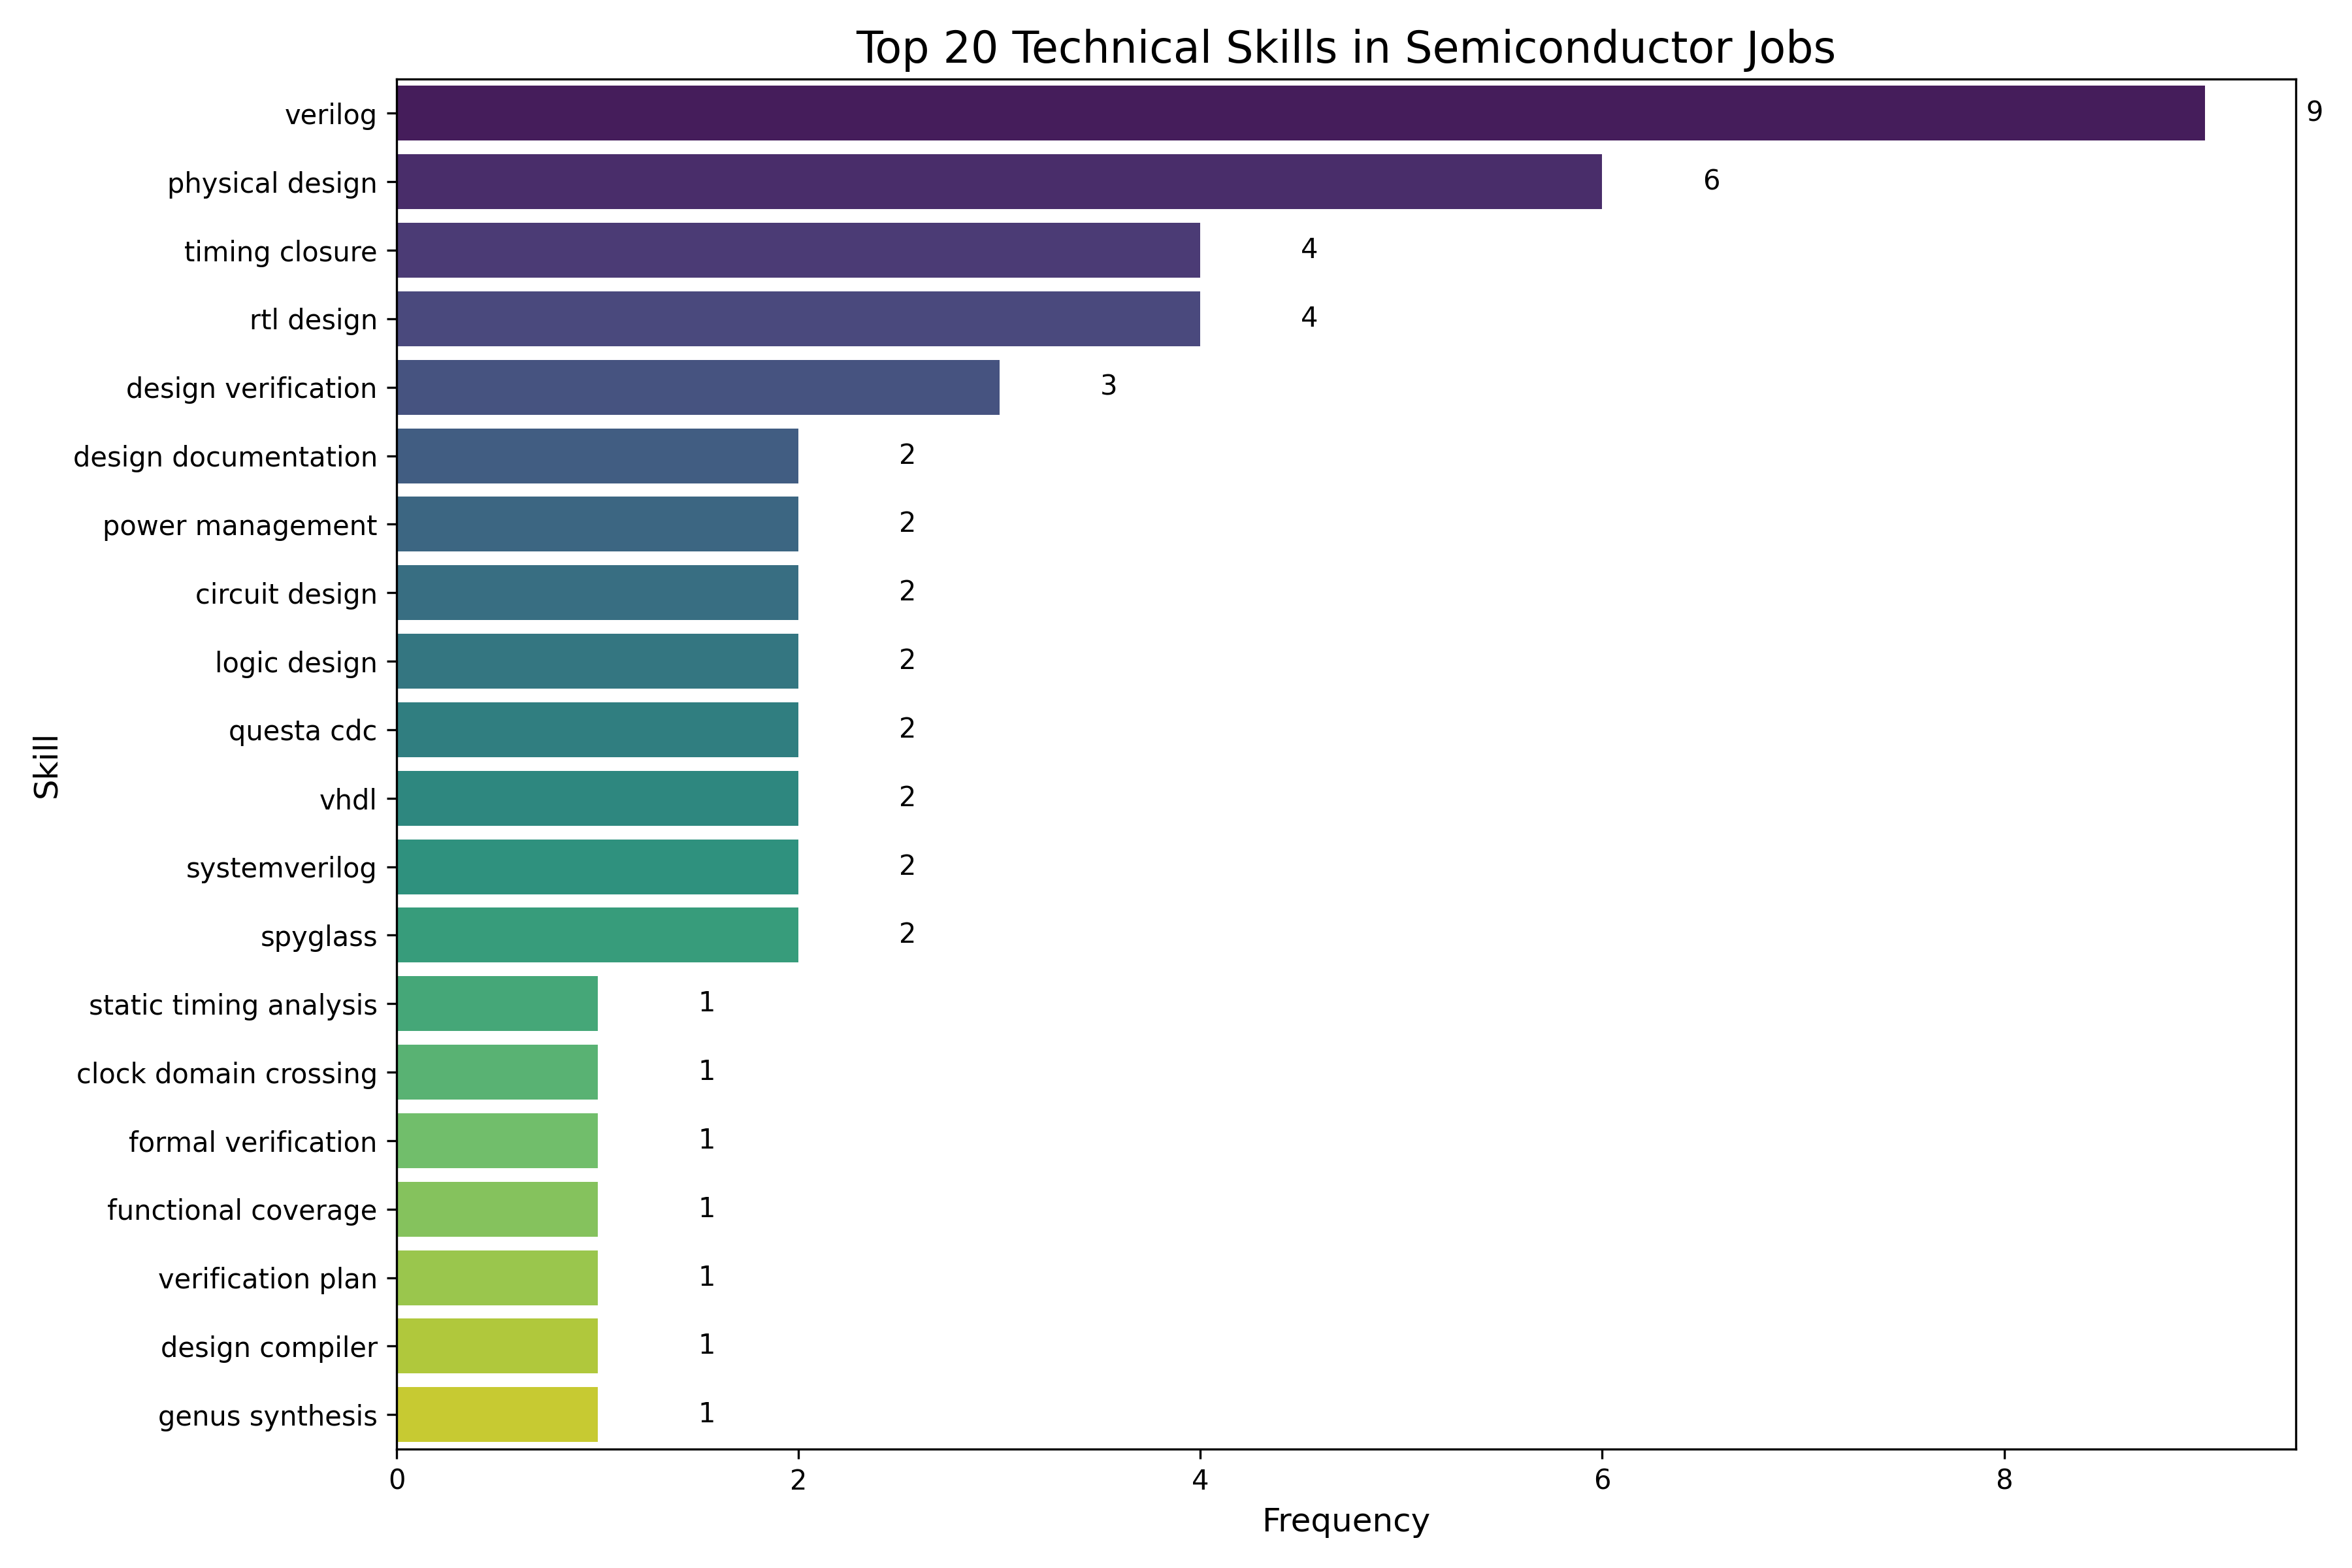 Top 20 Technical Skills in Semiconductor Jobs
verilog 9
physical design 6
timing closure 4
rtl design 4
design verification 3
design documentation 2
power management 2
circuit design 2
logic design 2
questa cdc 2
vhdl 2
systemverilog 2
spyglass 2
static timing analysis 1
clock domain crossing 1
formal verification 1
functional coverage 1
verification plan 1
design compiler 1
genus synthesis 1
Skill
0 2 4 6 8
Frequency